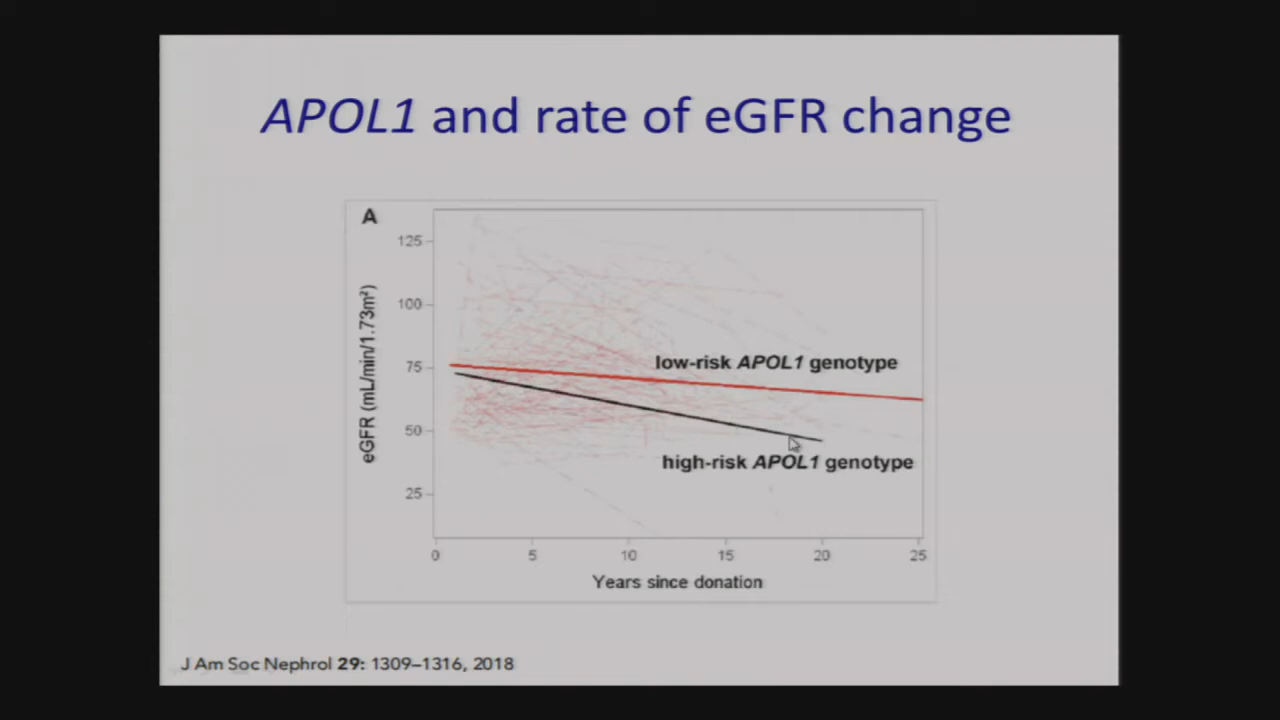 APOL1 and rate of eGFR change
A
125
100
75
50
25
eGFR (mL/min/1.73m²)
low-risk APOL1 genotype
high-risk APOL1 genotype
0 5 10 15 20 25
Years since donation
J Am Soc Nephrol 29: 1309–1316, 2018